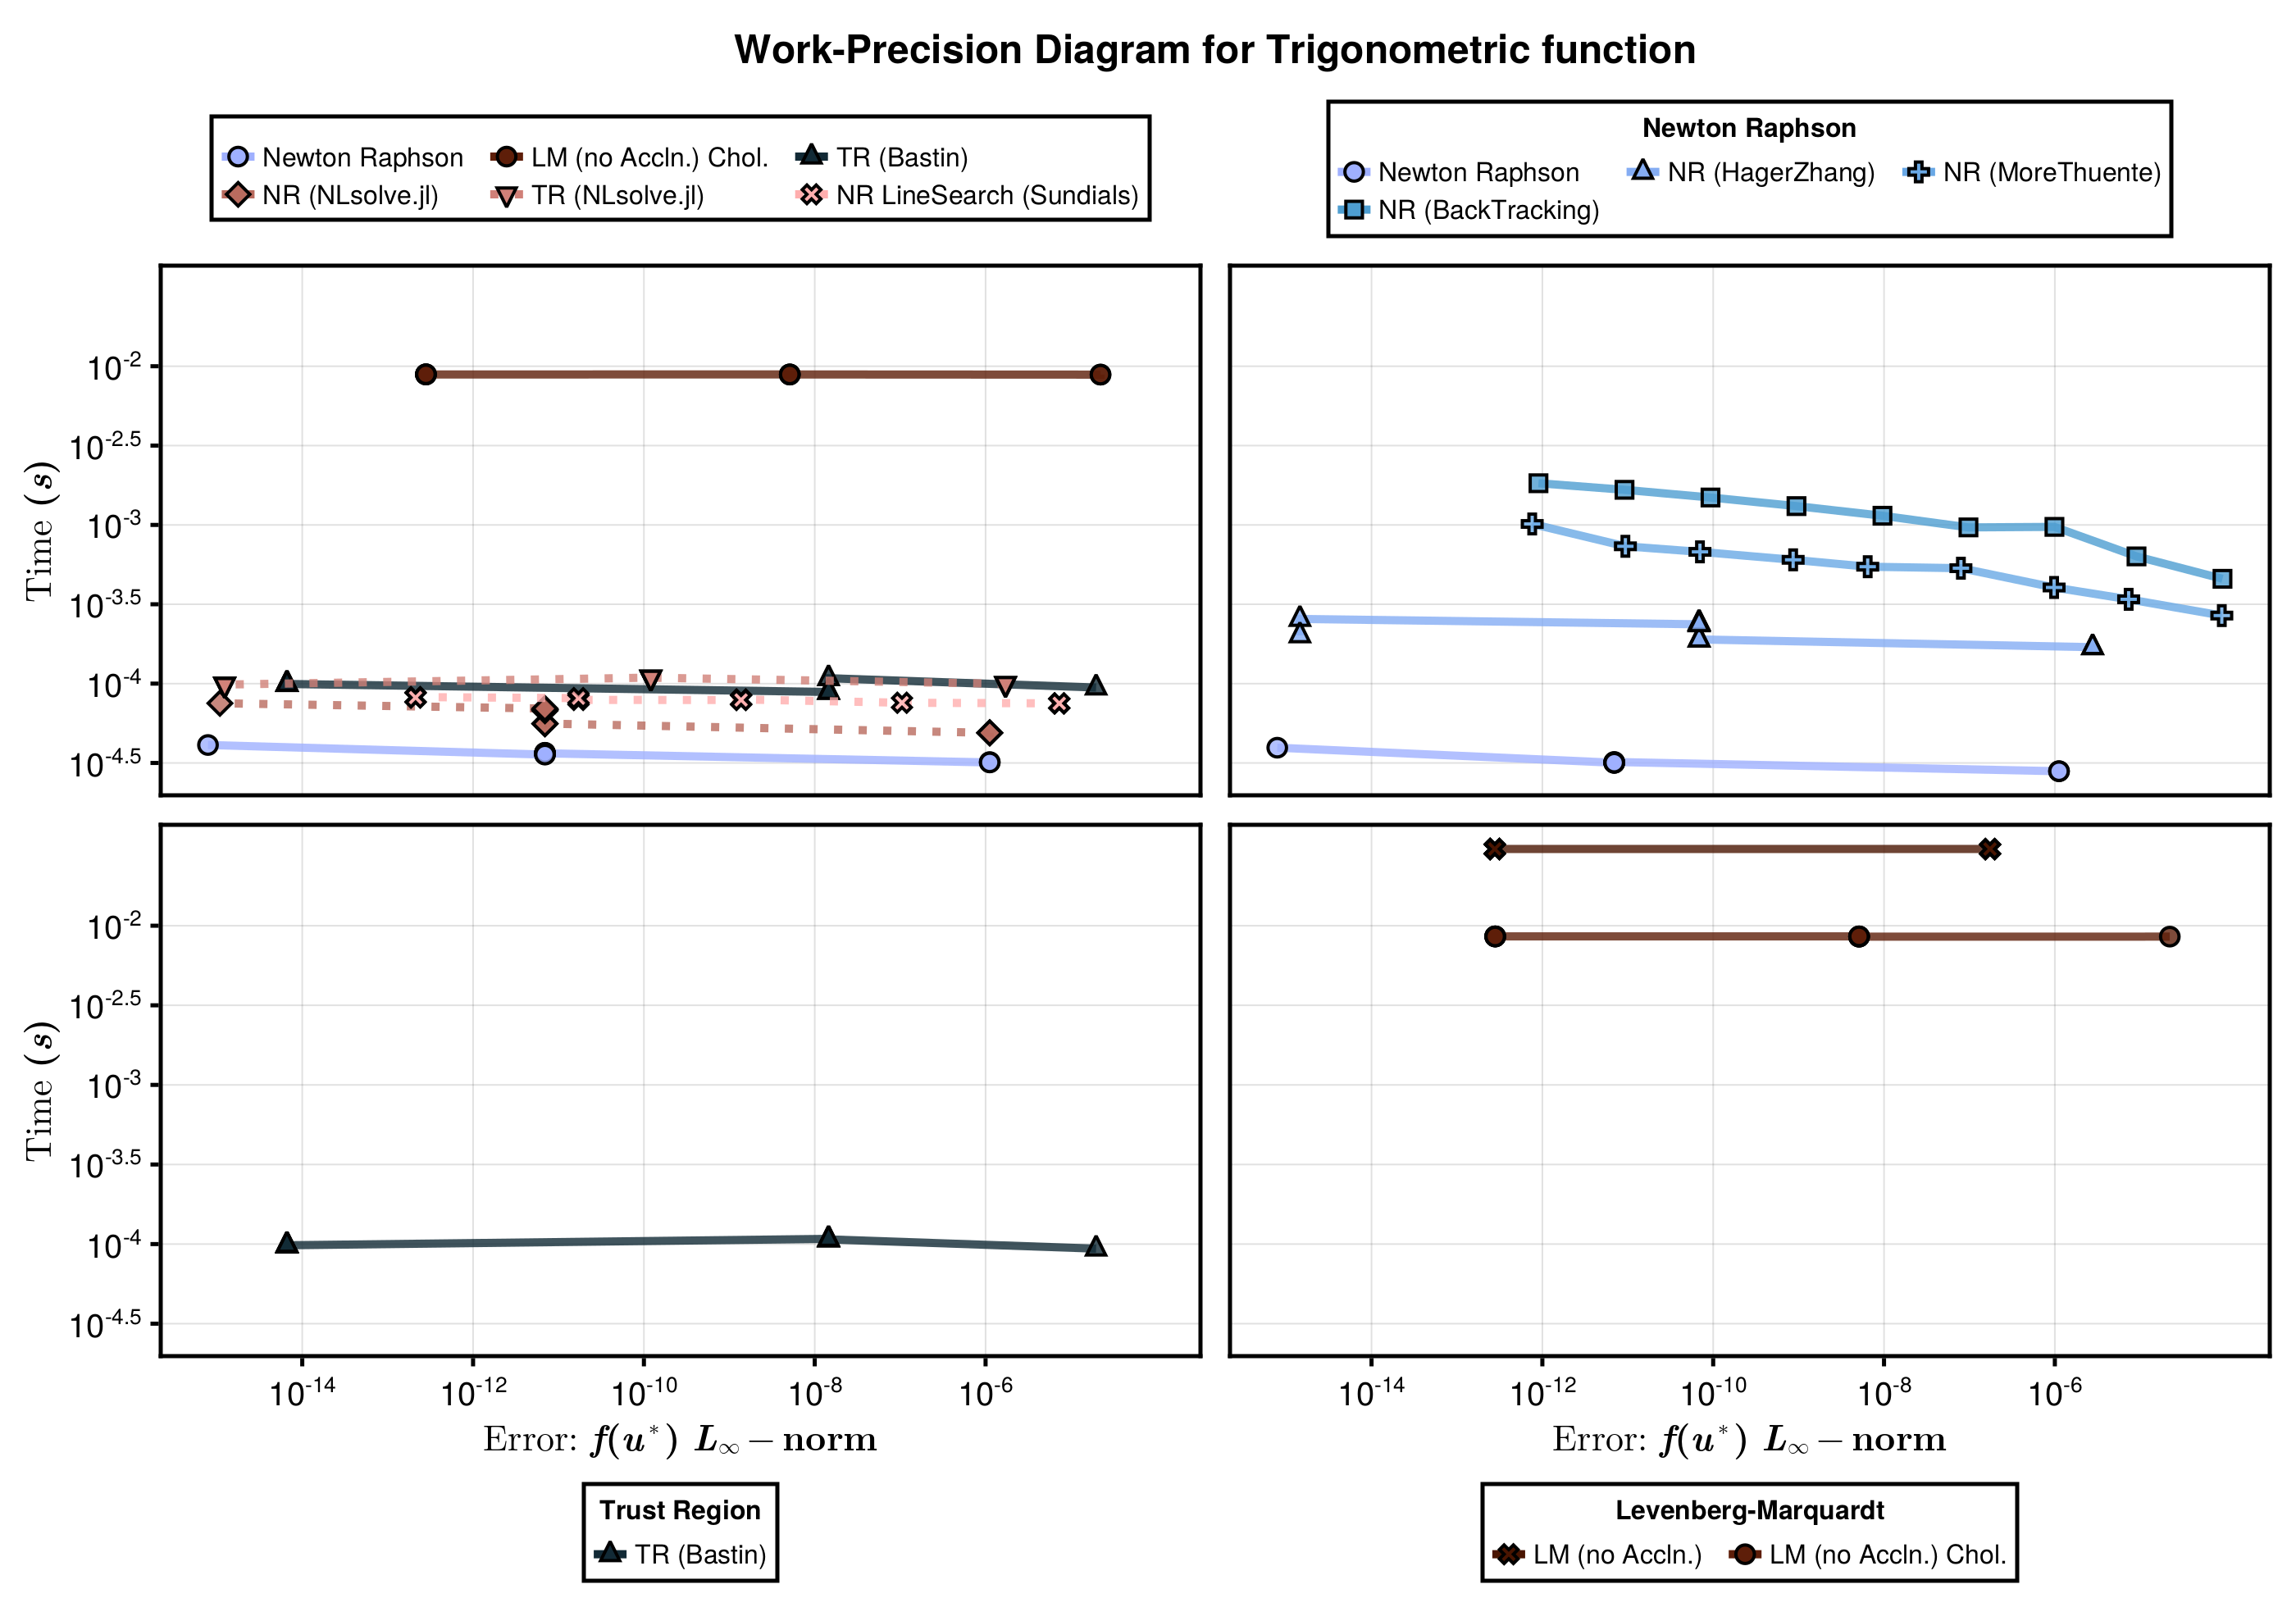 Work-Precision Diagram for Trigonometric function
Newton Raphson LM (no Accln.) Chol. TR (Bastin)
NR (NLsolve.jl) TR (NLsolve.jl) NR LineSearch (Sundials)
Newton Raphson
Newton Raphson NR (HagerZhang) NR (MoreThuente)
NR (BackTracking)
Time (s)
10^-2
10^-2.5
10^-3
10^-3.5
10^-4
10^-4.5
Time (s)
10^-2
10^-2.5
10^-3
10^-3.5
10^-4
10^-4.5
10^-14 10^-12 10^-10 10^-8 10^-6
Error: f(u*) L∞ − norm
10^-14 10^-12 10^-10 10^-8 10^-6
Error: f(u*) L∞ − norm
Trust Region
TR (Bastin)
Levenberg-Marquardt
LM (no Accln.) LM (no Accln.) Chol.